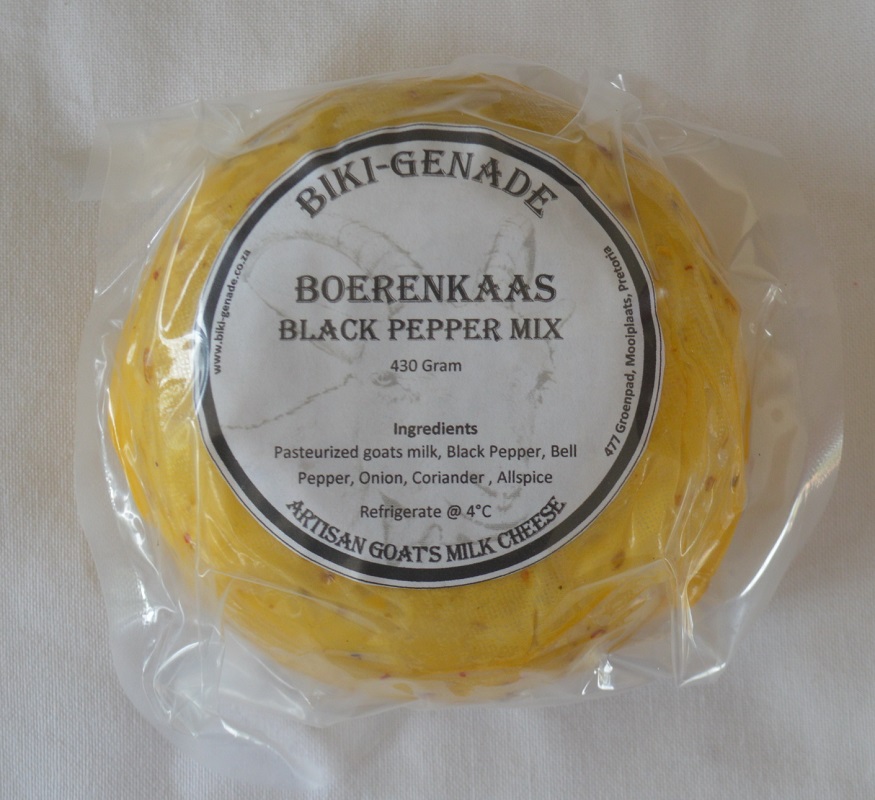 BIKI-GENADE
www.biki-genade.co.za
477 Groenpad, Mooiplaats, Pretoria
BOERENKAAS
BLACK PEPPER MIX
430 Gram
Ingredients
Pasteurized goats milk, Black Pepper, Bell
Pepper, Onion, Coriander , Allspice
Refrigerate @ 4°C
ARTISAN GOAT'S MILK CHEESE